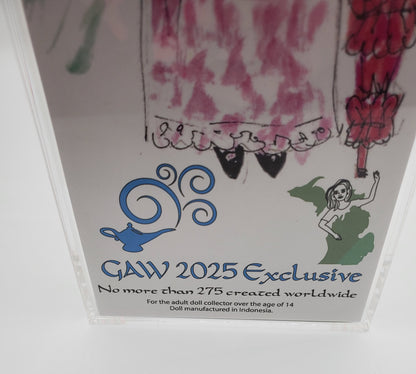 GAW 2025 Exclusive
No more than 275 created worldwide
For the adult doll collector over the age of 14
Doll manufactured in Indonesia.